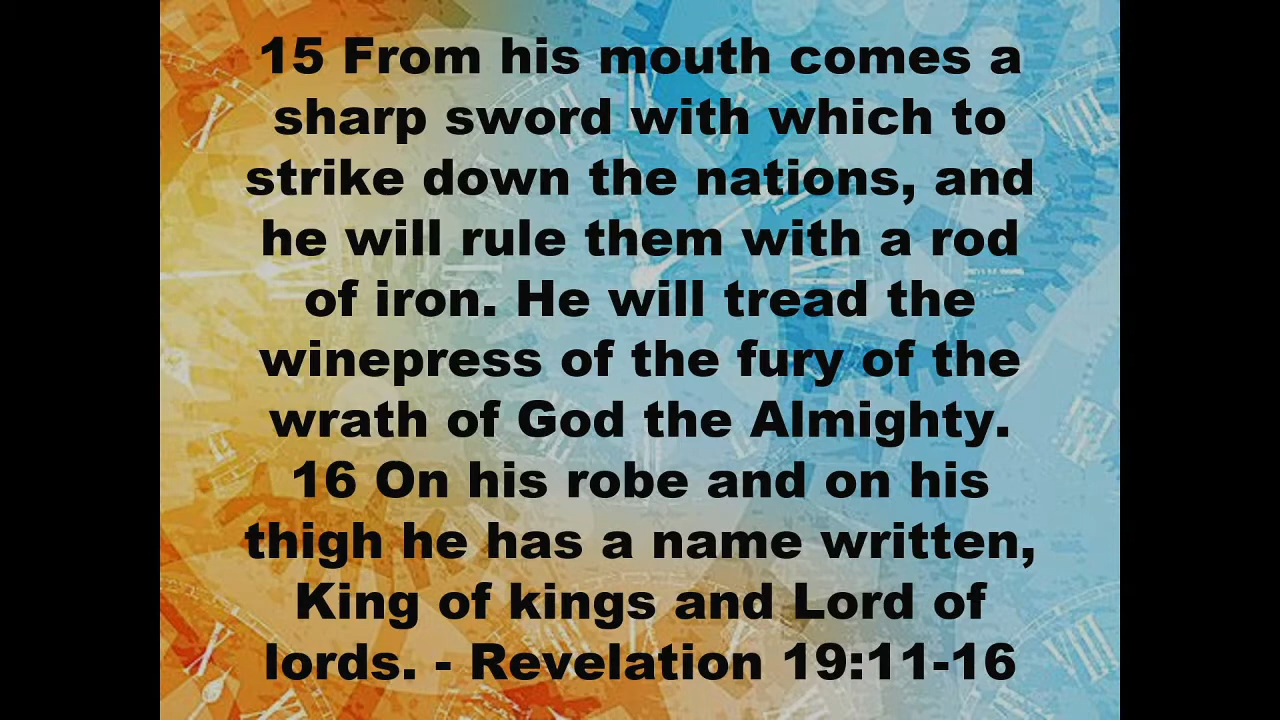 15 From his mouth comes a
sharp sword with which to
strike down the nations, and
he will rule them with a rod
of iron. He will tread the
winepress of the fury of the
wrath of God the Almighty.
16 On his robe and on his
thigh he has a name written,
King of kings and Lord of
lords. - Revelation 19:11-16